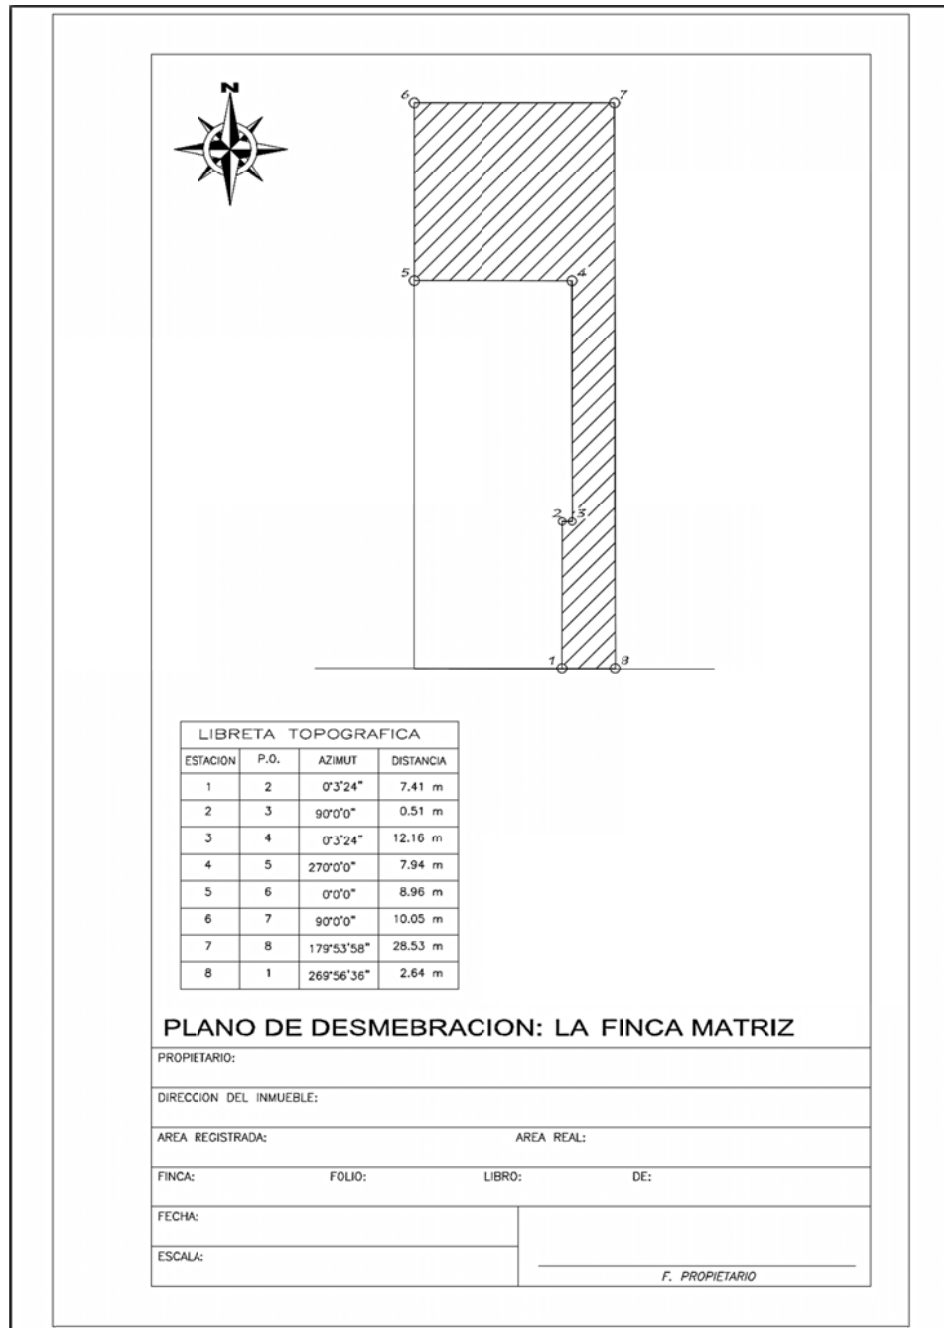 N
6
7
5
4
2
3
1
8
LIBRETA TOPOGRAFICA
ESTACION P.O. AZIMUT DISTANCIA
1 2 0°3'24" 7.41 m
2 3 90°0'0" 0.51 m
3 4 0°3'24" 12.16 m
4 5 270°0'0" 7.94 m
5 6 0°0'0" 8.96 m
6 7 90°0'0" 10.05 m
7 8 179°53'58" 28.53 m
8 1 269°56'36" 2.64 m
PLANO DE DESMEBRACION: LA FINCA MATRIZ
PROPIETARIO:
DIRECCION DEL INMUEBLE:
AREA REGISTRADA: AREA REAL:
FINCA: FOLIO: LIBRO: DE:
FECHA:
ESCALA:
F. PROPIETARIO